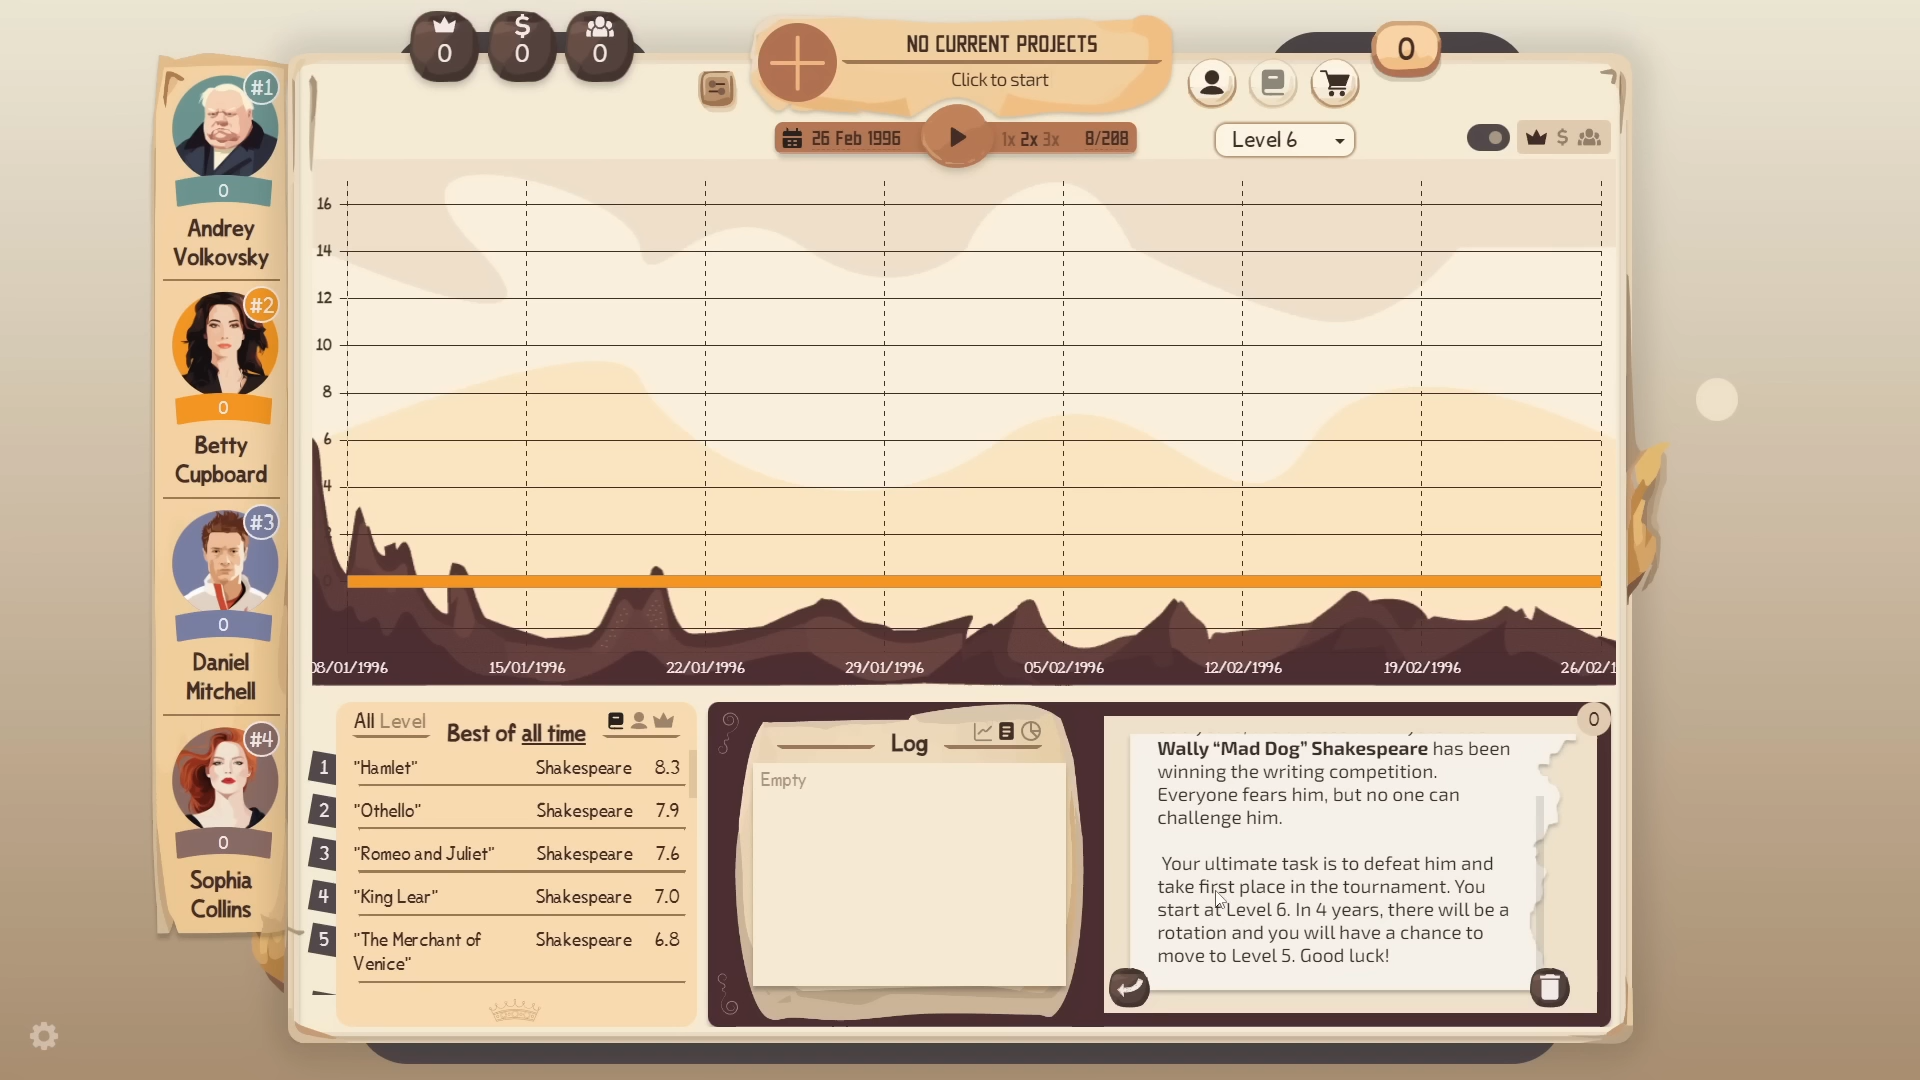 0
0
0
NO CURRENT PROJECTS
Click to start
0
26 Feb 1996
1x 2x 3x
8/208
Level 6
#1
0
Andrey
Volkovsky
#2
0
Betty
Cupboard
#3
0
Daniel
Mitchell
#4
0
Sophia
Collins
16
14
12
10
8
6
4
2
0
08/01/1996
15/01/1996
22/01/1996
29/01/1996
05/02/1996
12/02/1996
19/02/1996
26/02/1
All Level
Best of all time
1 "Hamlet" Shakespeare 8.3
2 "Othello" Shakespeare 7.9
3 "Romeo and Juliet" Shakespeare 7.6
4 "King Lear" Shakespeare 7.0
5 "The Merchant of Shakespeare 6.8
Venice"
Log
Empty
0
Wally “Mad Dog” Shakespeare has been
winning the writing competition.
Everyone fears him, but no one can
challenge him.
Your ultimate task is to defeat him and
take first place in the tournament. You
start at Level 6. In 4 years, there will be a
rotation and you will have a chance to
move to Level 5. Good luck!